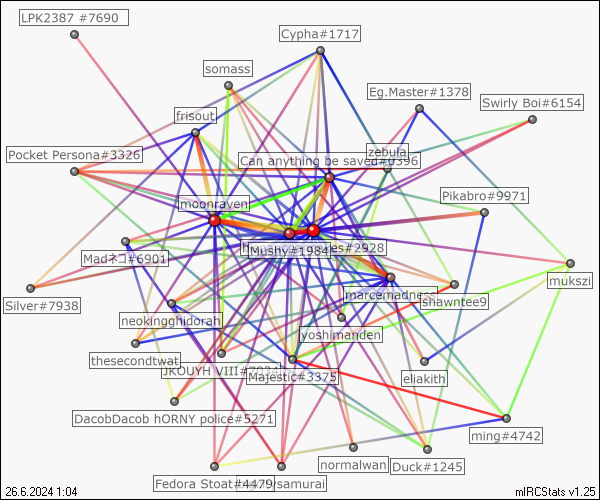 LPK2387 #7690
Cypha#1717
somass
Eg.Master#1378
Swirly Boi#6154
frisout
zebula
Pocket Persona#3326
Can anything be saved#0396
Pikabro#9971
moonraven
Mushy#1984
es#2928
Madネコ#6901
mukszi
Silver#7938
marcemadness
shawntee9
neokingghidorah
yoshimanden
thesecondtwat
JKOUYH VIII
Majestic#3375
eliakith
DacobDacob hORNY police#5271
ming#4742
normalwan
Duck#1245
Fedora Stoat#4479
samurai
26.6.2024 1:04
mIRCStats v1.25